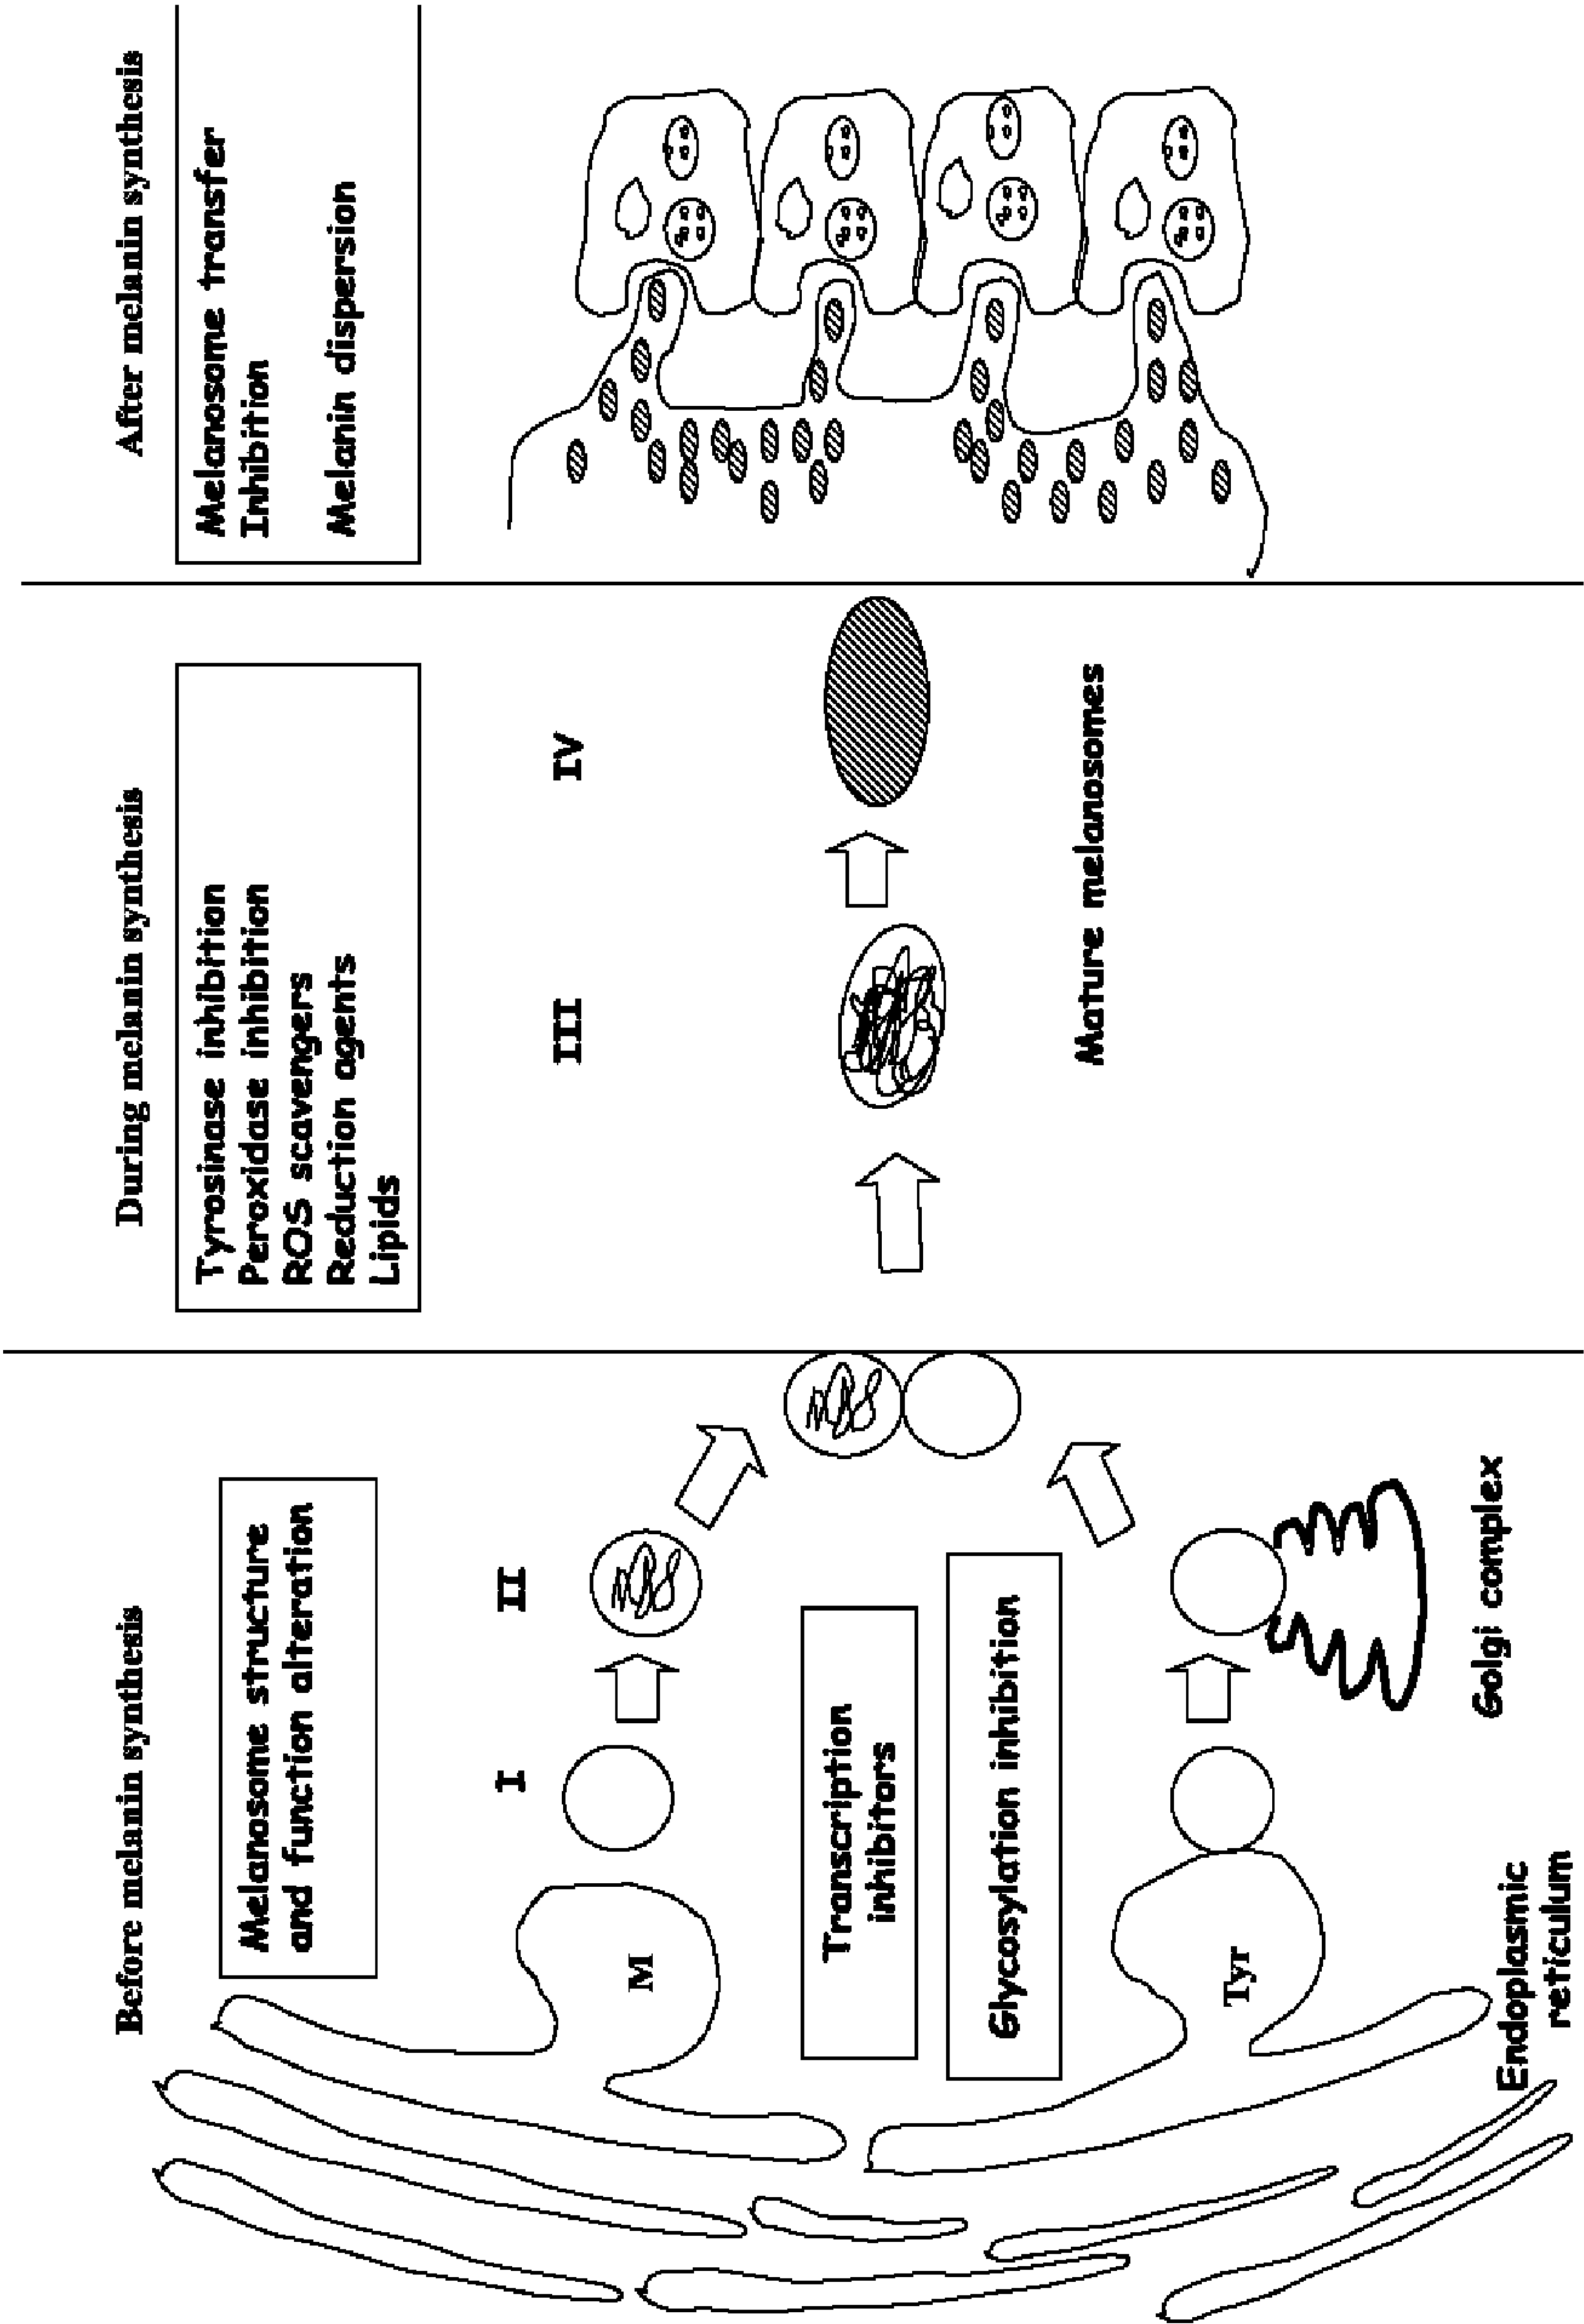 Before melanin synthesis
Melanosome structure
and function alteration
I
II
M
Transcription
inhibitors
Glycosylation inhibition
Tyr
Endoplasmic
reticulum
Golgi complex
During melanin synthesis
Tyrosinase inhibition
Peroxidase inhibition
ROS scavengers
Reduction agents
Lipids
III
IV
Mature melanosomes
After melanin synthesis
Melanosome transfer
Inhibition
Melanin dispersion